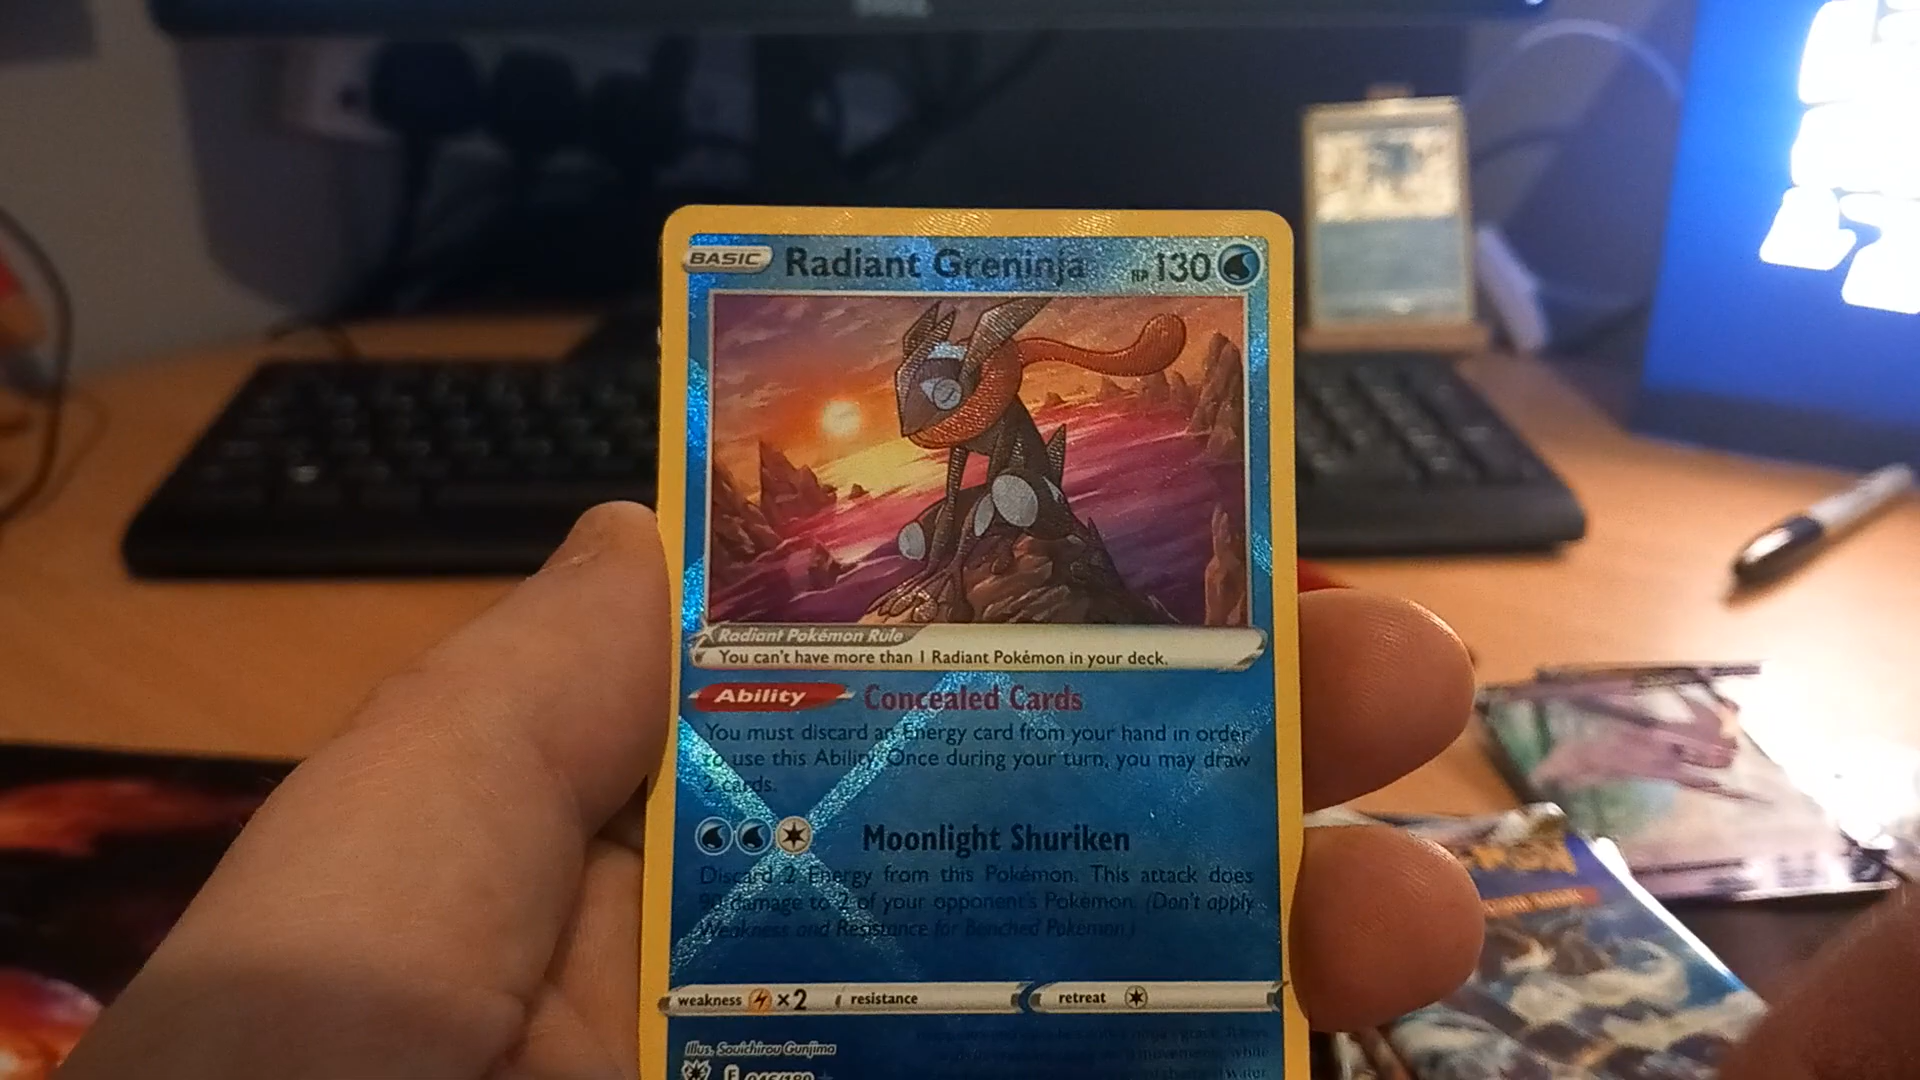 BASIC Radiant Greninja HP 130
Radiant Pokémon Rule
You can't have more than 1 Radiant Pokémon in your deck.
Ability Concealed Cards
You must discard an Energy card from your hand in order
to use this Ability. Once during your turn, you may draw
2 cards.
Moonlight Shuriken
Discard 2 Energy from this Pokémon. This attack does
90 damage to 2 of your opponent's Pokémon. (Don't apply
Weakness and Resistance for Benched Pokémon.)
weakness ×2 resistance retreat
Illus. Souichirou Gunjima
F 046/189